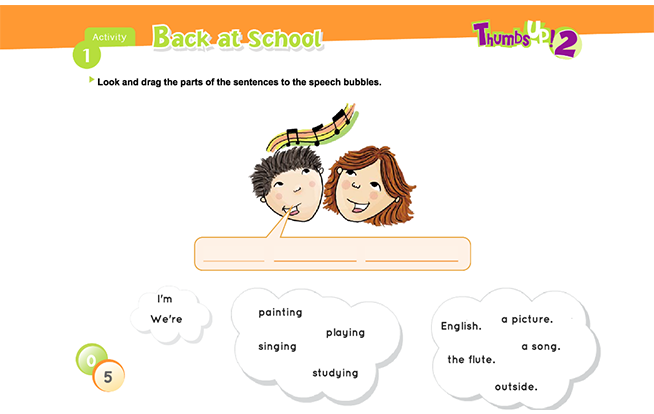 Activity
1
Back at School
Thumbs Up! 2
Look and drag the parts of the sentences to the speech bubbles.
I'm
We're
painting
playing
singing
studying
English.
a picture.
a song.
the flute.
outside.
0
5